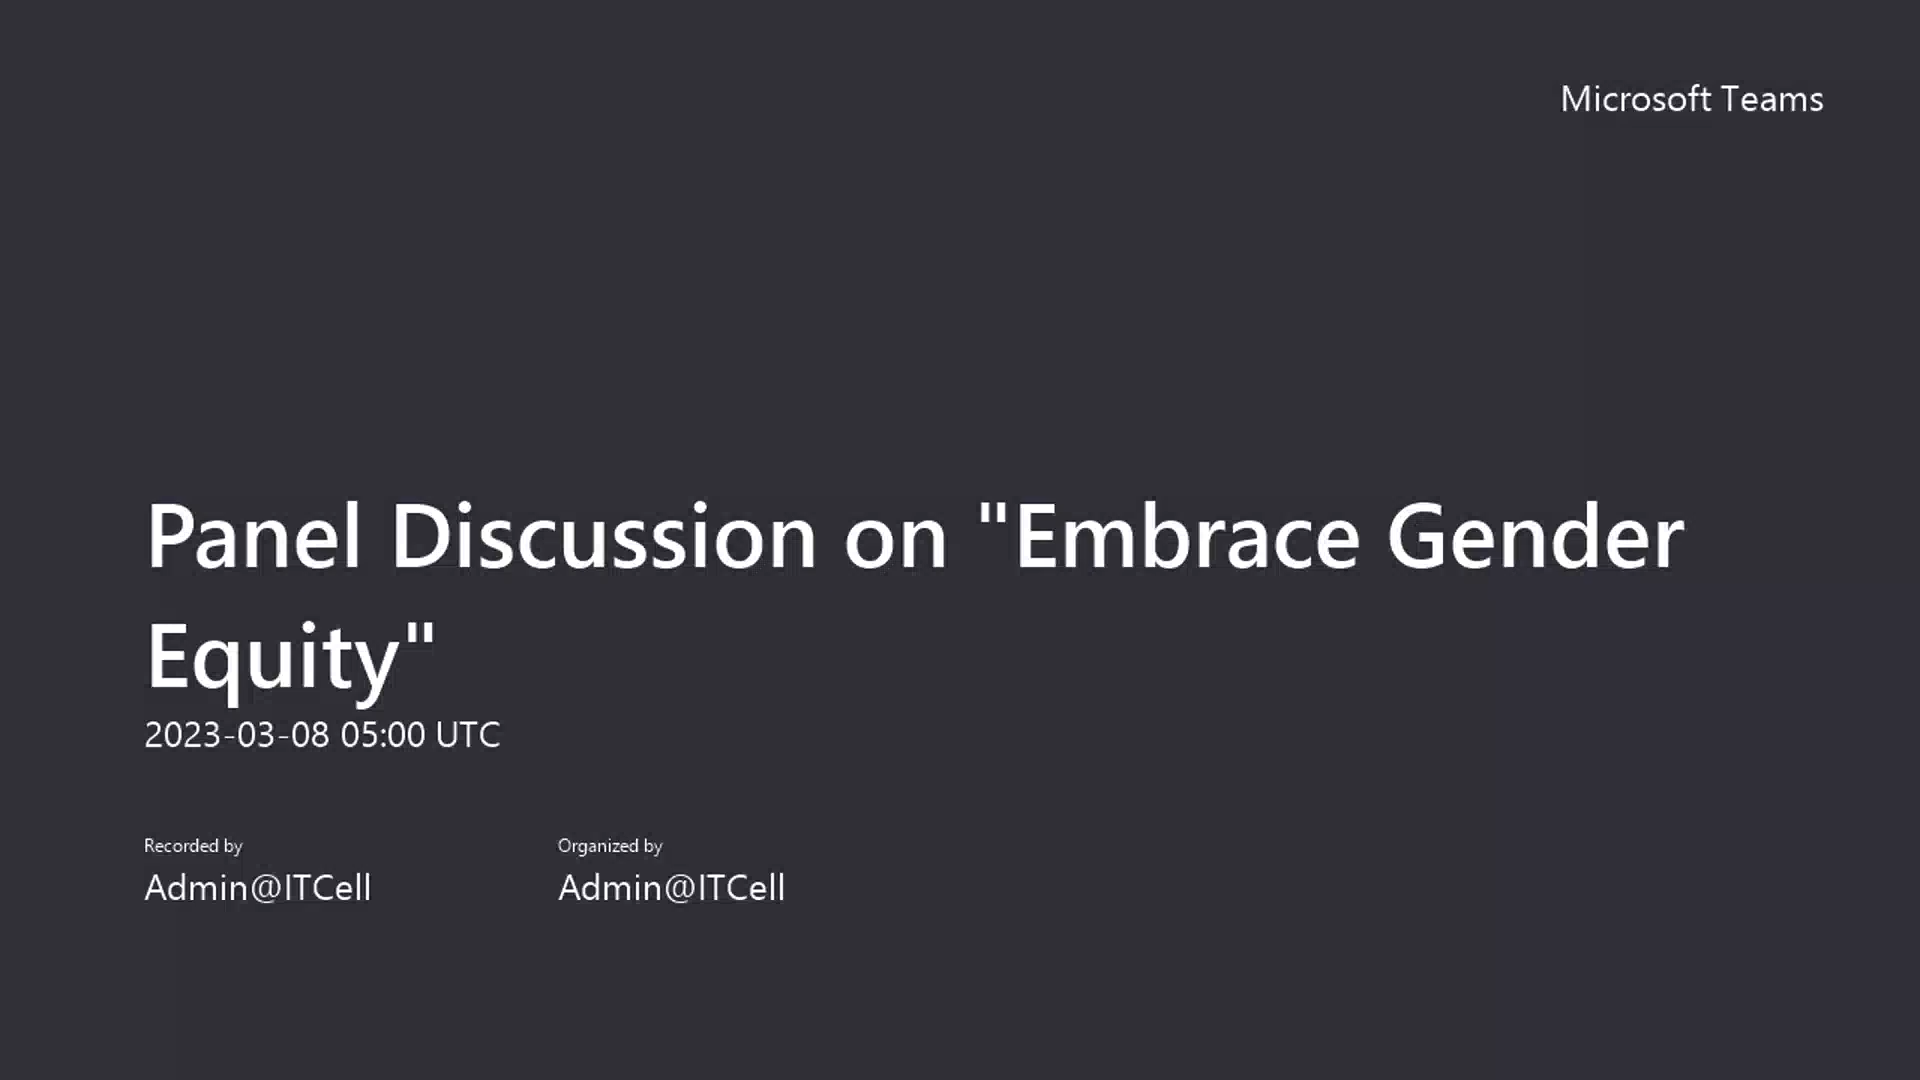 Microsoft Teams
Panel Discussion on "Embrace Gender
Equity"
2023-03-08 05:00 UTC
Recorded by
Organized by
Admin@ITCell
Admin@ITCell